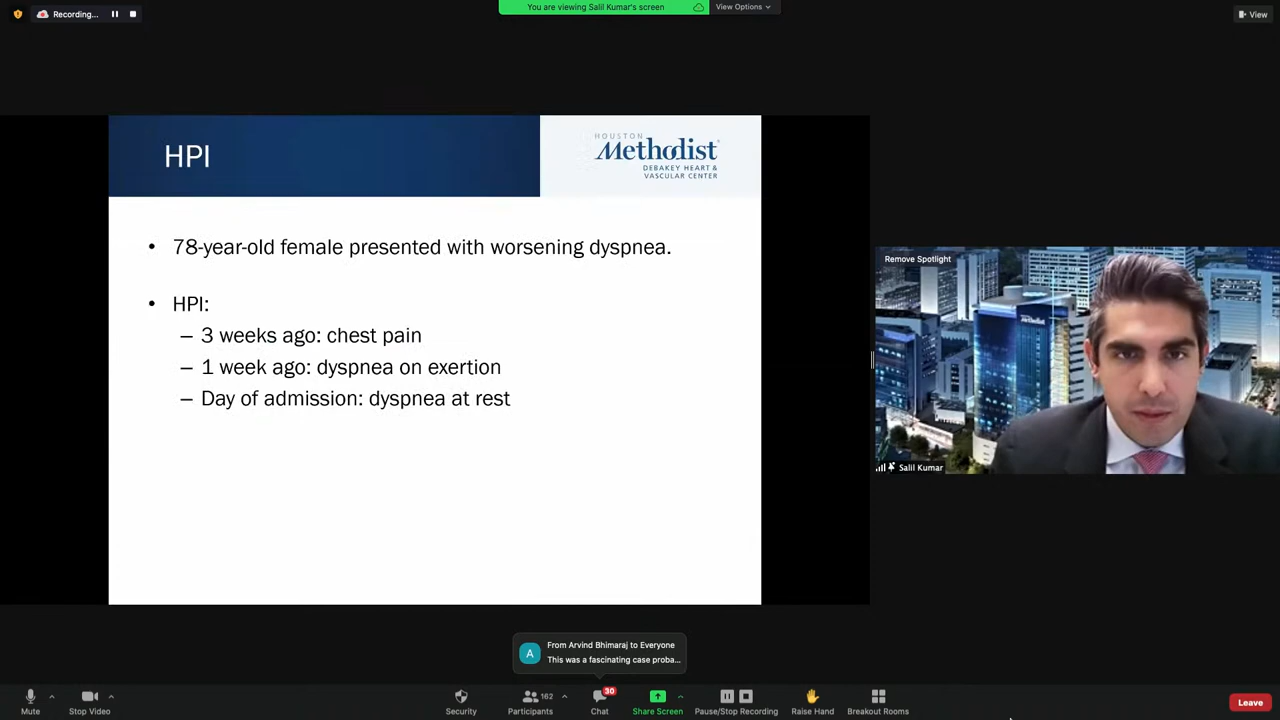 Recording...
You are viewing Salil Kumar's screen
View Options
View
HPI
HOUSTON
Methodist
DEBAKEY HEART &
VASCULAR CENTER
• 78-year-old female presented with worsening dyspnea.
• HPI:
– 3 weeks ago: chest pain
– 1 week ago: dyspnea on exertion
– Day of admission: dyspnea at rest
Remove Spotlight
Methodist
Salil Kumar
A
From Arvind Bhimaraj to Everyone
This was a fascinating case proba...
Mute
Stop Video
Security
Participants
162
Chat
30
Share Screen
Pause/Stop Recording
Raise Hand
Breakout Rooms
Leave